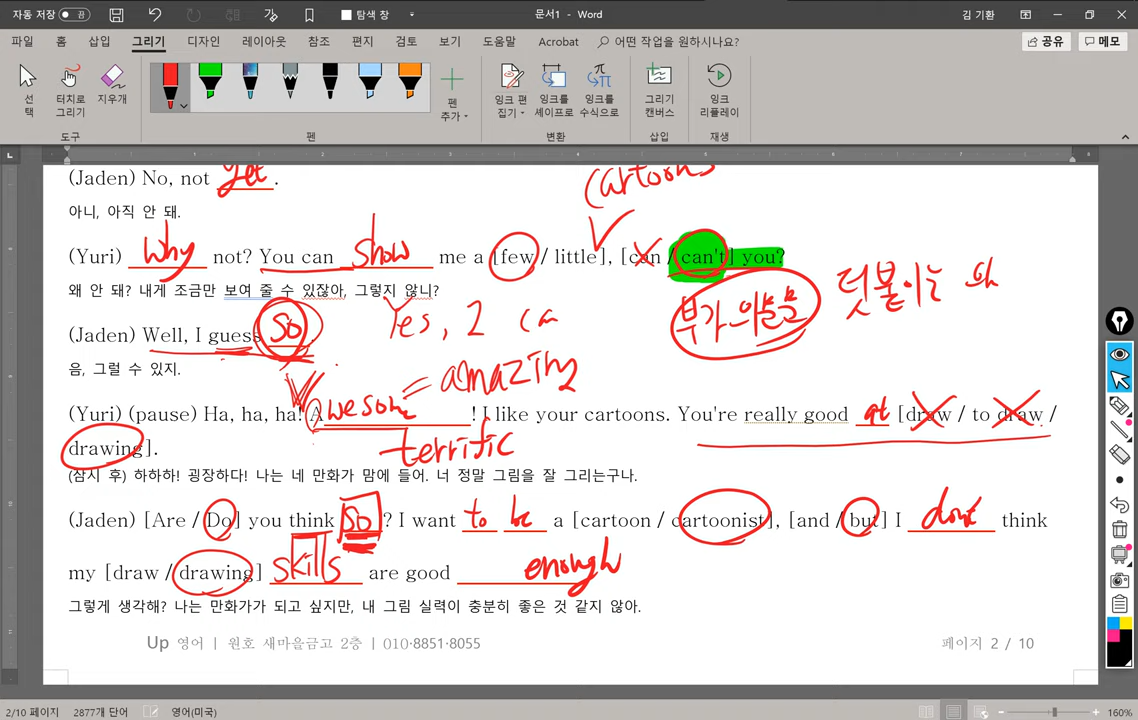 자동 저장 끔 탐색 창 문서1 - Word 김 기환
파일 홈 삽입 그리기 디자인 레이아웃 참조 편지 검토 보기 도움말 Acrobat 어떤 작업을 원하시나요? 공유 메모
선택 터치로 그리기 지우개 펜 추가 잉크 편집기 잉크를 셰이프로 잉크를 수식으로 그리기 캔버스 잉크 리플레이
도구 펜 변환 삽입 재생
(Jaden) No, not yet.
cartoons
아니, 아직 안 돼.
(Yuri) why not? You can show me a [few / little], [can / can't] you?
왜 안 돼? 내게 조금만 보여 줄 수 있잖아, 그렇지 않니?
부가 의문문 덧붙이는 의
(Jaden) Well, I guess so.
Yes, I ca
음, 그럴 수 있지.
= amazing
(Yuri) (pause) Ha, ha, ha! Awesome! I like your cartoons. You're really good at [draw / to draw /
drawing].
terrific
(잠시 후) 하하하! 굉장하다! 나는 네 만화가 맘에 들어. 너 정말 그림을 잘 그리는구나.
(Jaden) [Are / Do] you think so? I want to be a [cartoon / cartoonist], [and / but] I don't think
my [draw / drawing] skills are good enough
그렇게 생각해? 나는 만화가가 되고 싶지만, 내 그림 실력이 충분히 좋은 것 같지 않아.
Up 영어 | 원호 새마을금고 2층 | 010·8851·8055 페이지 2 / 10
2/10 페이지 2877개 단어 영어(미국) 160%